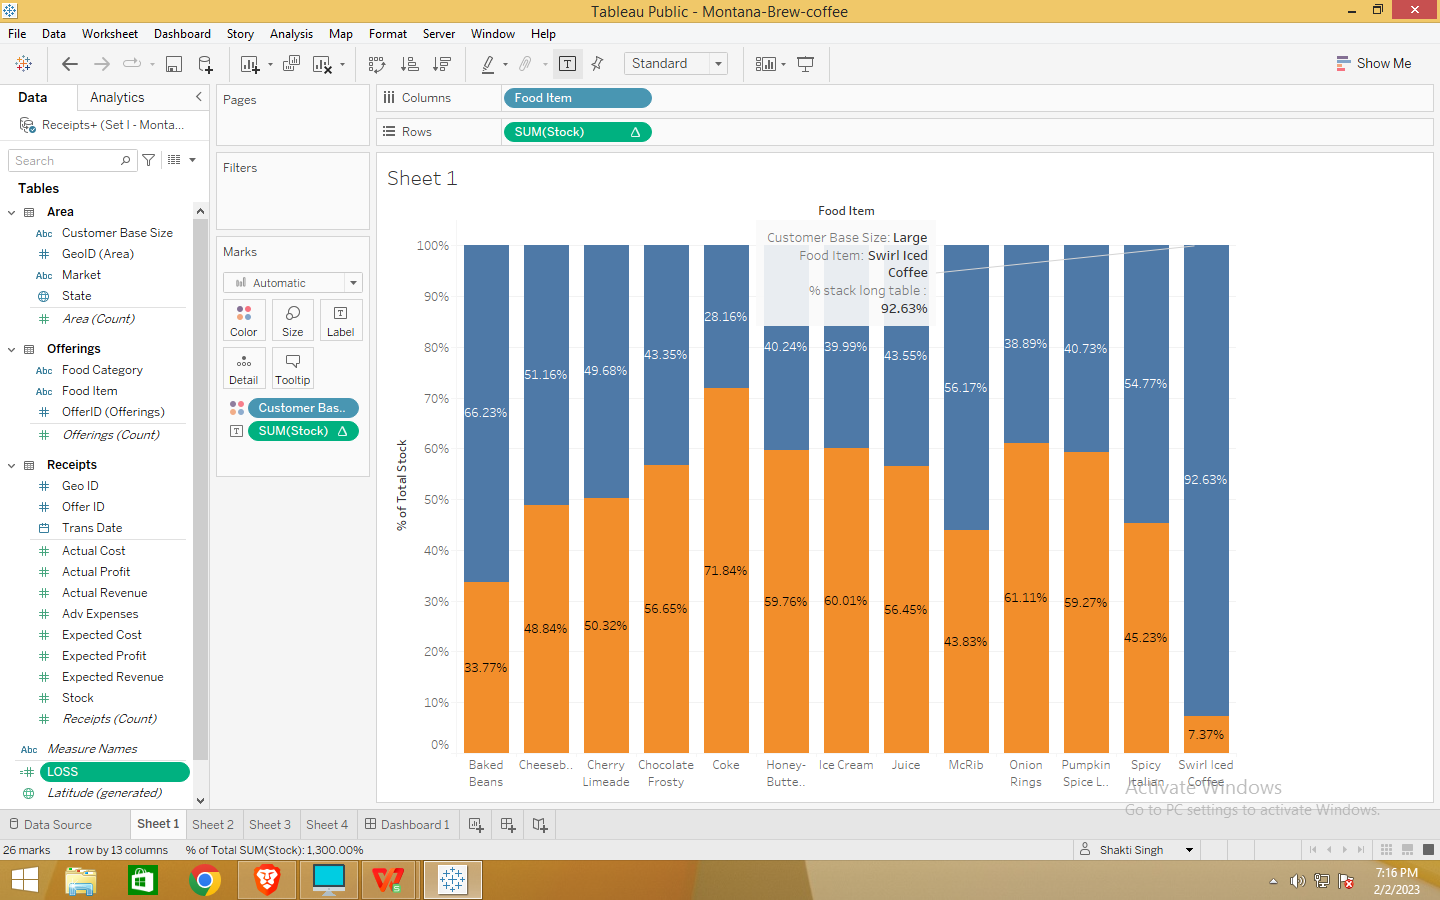 Tableau Public - Montana-Brew-coffee
File Data Worksheet Dashboard Story Analysis Map Format Server Window Help
Standard
Show Me
Data Analytics
Receipts+ (Set I - Monta...
Search
Tables
Area
Abc Customer Base Size
GeoID (Area)
Abc Market
State
Area (Count)
Offerings
Abc Food Category
Abc Food Item
OfferID (Offerings)
Offerings (Count)
Receipts
Geo ID
Offer ID
Trans Date
Actual Cost
Actual Profit
Actual Revenue
Adv Expenses
Expected Cost
Expected Profit
Expected Revenue
Stock
Receipts (Count)
Abc Measure Names
LOSS
Latitude (generated)
Pages
Filters
Marks
Automatic
Color Size Label
Detail Tooltip
Customer Bas..
SUM(Stock)
Columns Food Item
Rows SUM(Stock)
Sheet 1
Food Item
Customer Base Size: Large
Food Item: Swirl Iced
Coffee
% stack long table :
92.63%
% of Total Stock
100%
90%
80%
70%
60%
50%
40%
30%
20%
10%
0%
66.23% 51.16% 49.68% 43.35% 28.16% 40.24% 39.99% 43.55% 56.17% 38.89% 40.73% 54.77% 92.63%
33.77% 48.84% 50.32% 56.65% 71.84% 59.76% 60.01% 56.45% 43.83% 61.11% 59.27% 45.23% 7.37%
Baked Cheeseb.. Cherry Chocolate Coke Honey- Ice Cream Juice McRib Onion Pumpkin Spicy Swirl Iced
Beans Limeade Frosty Butte.. Rings Spice L.. Italian Coffee
Activate Windows
Go to PC settings to activate Windows.
Data Source Sheet 1 Sheet 2 Sheet 3 Sheet 4 Dashboard 1
26 marks 1 row by 13 columns % of Total SUM(Stock): 1,300.00% Shakti Singh
7:16 PM
2/2/2023